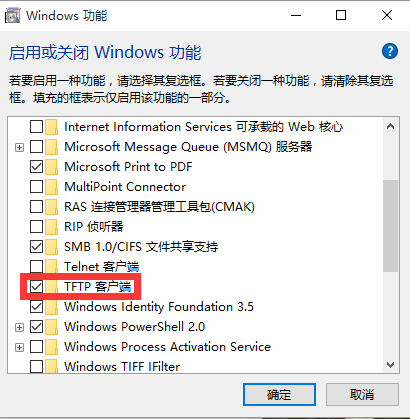 Windows 功能
启用或关闭 Windows 功能
若要启用一种功能，请选择其复选框。若要关闭一种功能，请清除其复选
框。填充的框表示仅启用该功能的一部分。
Internet Information Services 可承载的 Web 核心
Microsoft Message Queue (MSMQ) 服务器
Microsoft Print to PDF
MultiPoint Connector
RAS 连接管理器管理工具包(CMAK)
RIP 侦听器
SMB 1.0/CIFS 文件共享支持
Telnet 客户端
TFTP 客户端
Windows Identity Foundation 3.5
Windows PowerShell 2.0
Windows Process Activation Service
Windows TIFF IFilter
确定
取消